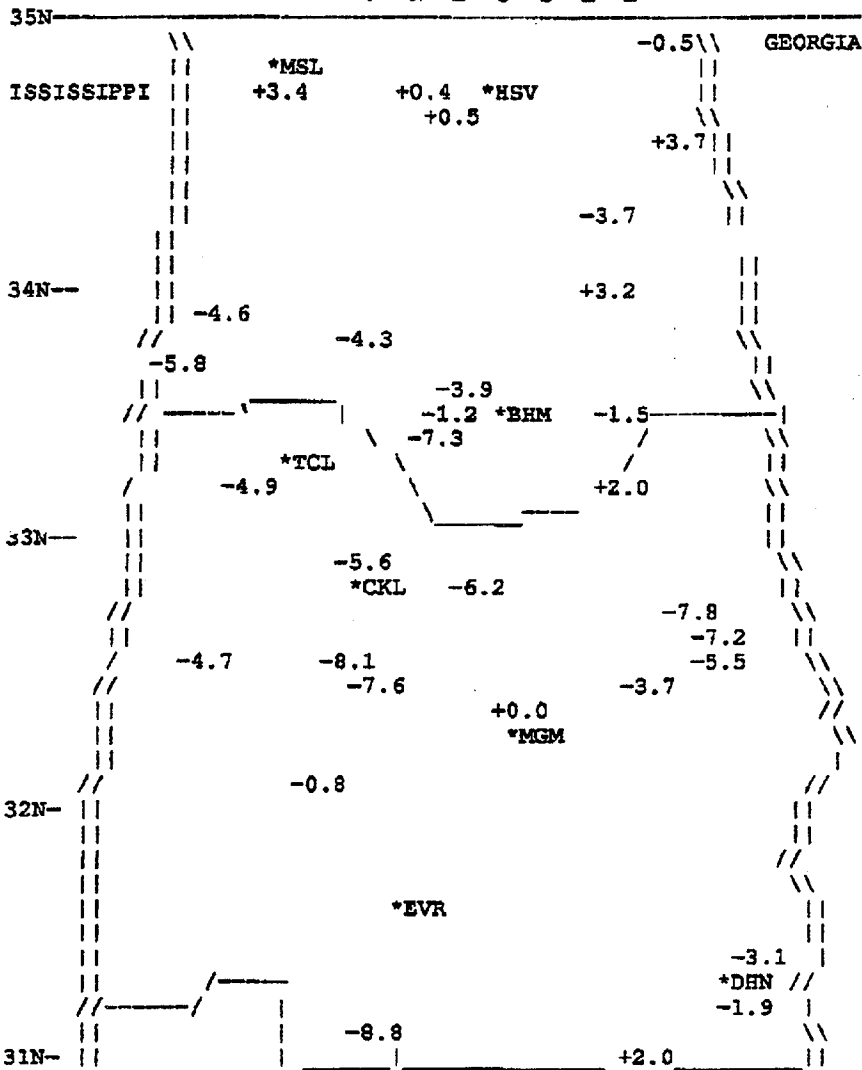 35N
-0.5 GEORGIA
*MSL
ISSISSIPPI +3.4 +0.4 *HSV
+0.5
+3.7
-3.7
34N-- +3.2
-4.6
-4.3
-5.8
-3.9
-1.2 *BHM -1.5
-7.3
*TCL
-4.9 +2.0
33N--
-5.6
*CKL -6.2
-7.8
-7.2
-4.7 -8.1 -5.5
-7.6 -3.7
+0.0
*MGM
-0.8
32N-
*EVR
-3.1
*DHN
-1.9
-8.8
31N- +2.0